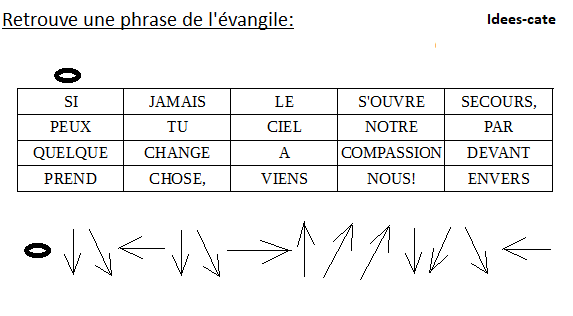 Retrouve une phrase de l'évangile:
Idees-cate
SI JAMAIS LE S'OUVRE SECOURS,
PEUX TU CIEL NOTRE PAR
QUELQUE CHANGE A COMPASSION DEVANT
PREND CHOSE, VIENS NOUS! ENVERS